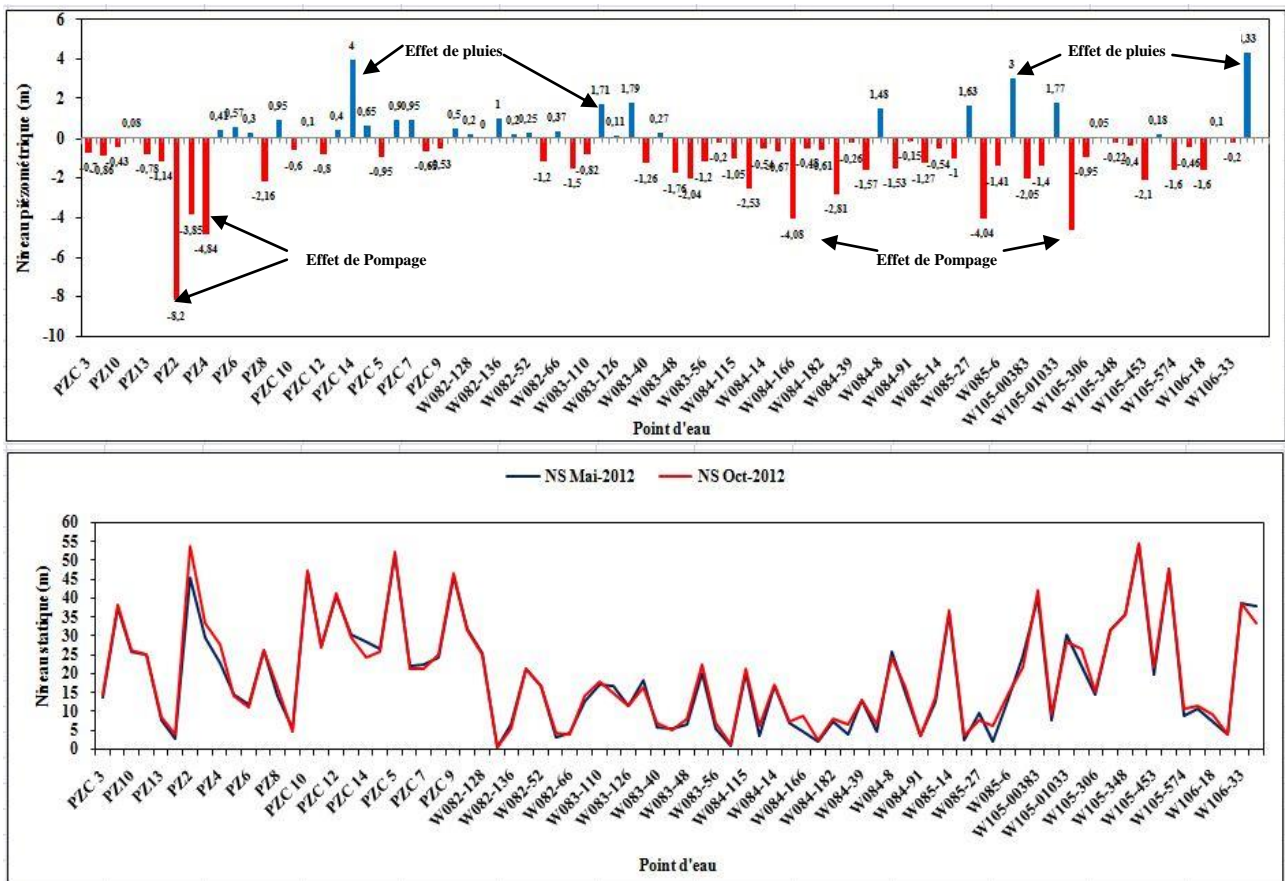 6
4
2
0
-2
-4
-6
-8
-10
Niveau piézométrique (m)
Effet de pluies
Effet de pluies
Effet de Pompage
Effet de Pompage
-0,86
-0,43
0,08
-0,78
-1,14
-8,2
-3,85
-4,84
0,41
0,57
0,3
-2,16
0,95
-0,6
0,1
-0,8
0,4
4
0,65
-0,95
0,95
-0,53
0,5
0,2
0
1
0,2
0,25
-1,2
0,37
-1,5
-0,82
1,71
0,11
1,79
-1,26
0,27
-1,76
-2,04
-1,2
-0,2
-1,05
-2,53
-0,54
-0,67
-4,08
-0,61
-2,81
-0,26
-1,57
1,48
-1,53
-0,15
-1,27
-0,54
-1
1,63
-4,04
-1,41
3
-2,05
-1,4
1,77
-0,95
0,05
-0,22
-0,4
-2,1
0,18
-1,6
-0,46
-1,6
0,1
-0,2
,33
PZC 3
PZ10
PZ13
PZ2
PZ4
PZ6
PZ8
PZC 10
PZC 12
PZC 14
PZC 5
PZC 7
PZC 9
W082-128
W082-136
W082-52
W082-66
W083-110
W083-126
W083-40
W083-48
W083-56
W084-115
W084-14
W084-166
W084-182
W084-39
W084-8
W084-91
W085-14
W085-27
W085-6
W105-00383
W105-01033
W105-306
W105-348
W105-453
W105-574
W106-18
W106-33
Point d'eau
NS Mai-2012
NS Oct-2012
60
55
50
45
40
35
30
25
20
15
10
5
0
Niveau statique (m)
PZC 3
PZ10
PZ13
PZ2
PZ4
PZ6
PZ8
PZC 10
PZC 12
PZC 14
PZC 5
PZC 7
PZC 9
W082-128
W082-136
W082-52
W082-66
W083-110
W083-126
W083-40
W083-48
W083-56
W084-115
W084-14
W084-166
W084-182
W084-39
W084-8
W084-91
W085-14
W085-27
W085-6
W105-00383
W105-01033
W105-306
W105-348
W105-453
W105-574
W106-18
W106-33
Point d'eau